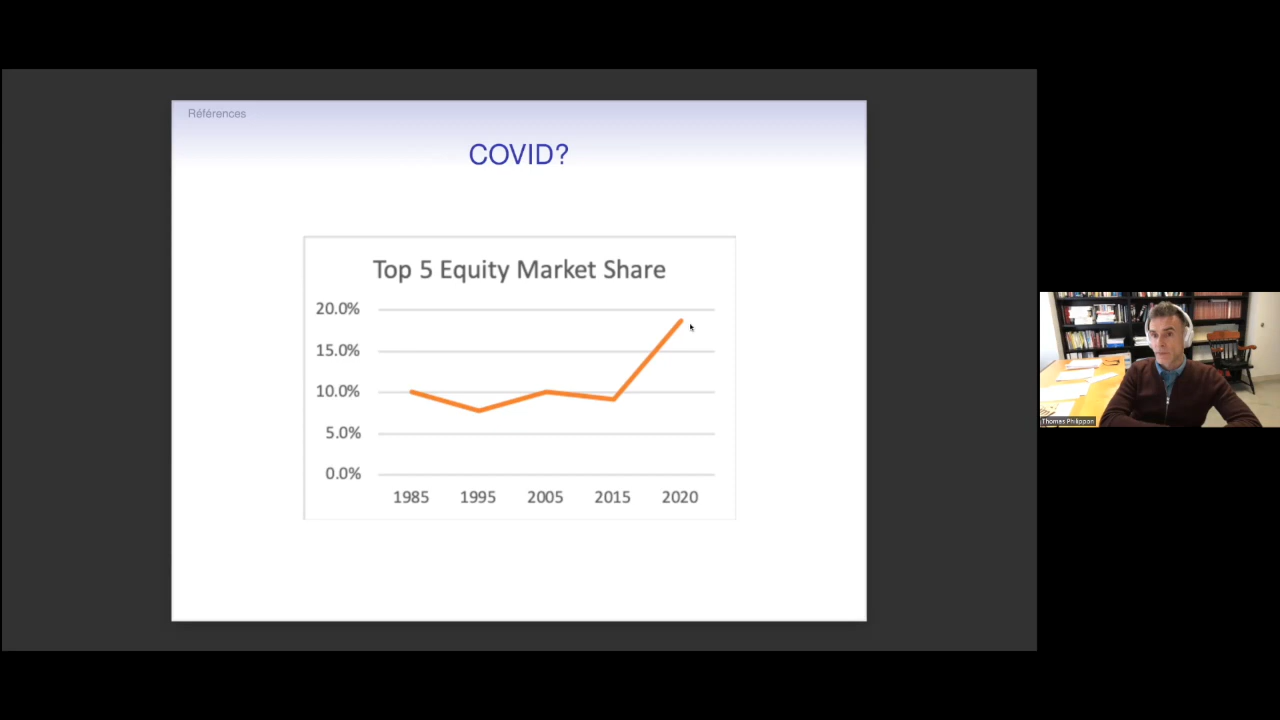 Références
COVID?
Top 5 Equity Market Share
20.0%
15.0%
10.0%
5.0%
0.0%
1985 1995 2005 2015 2020
Thomas Philippon